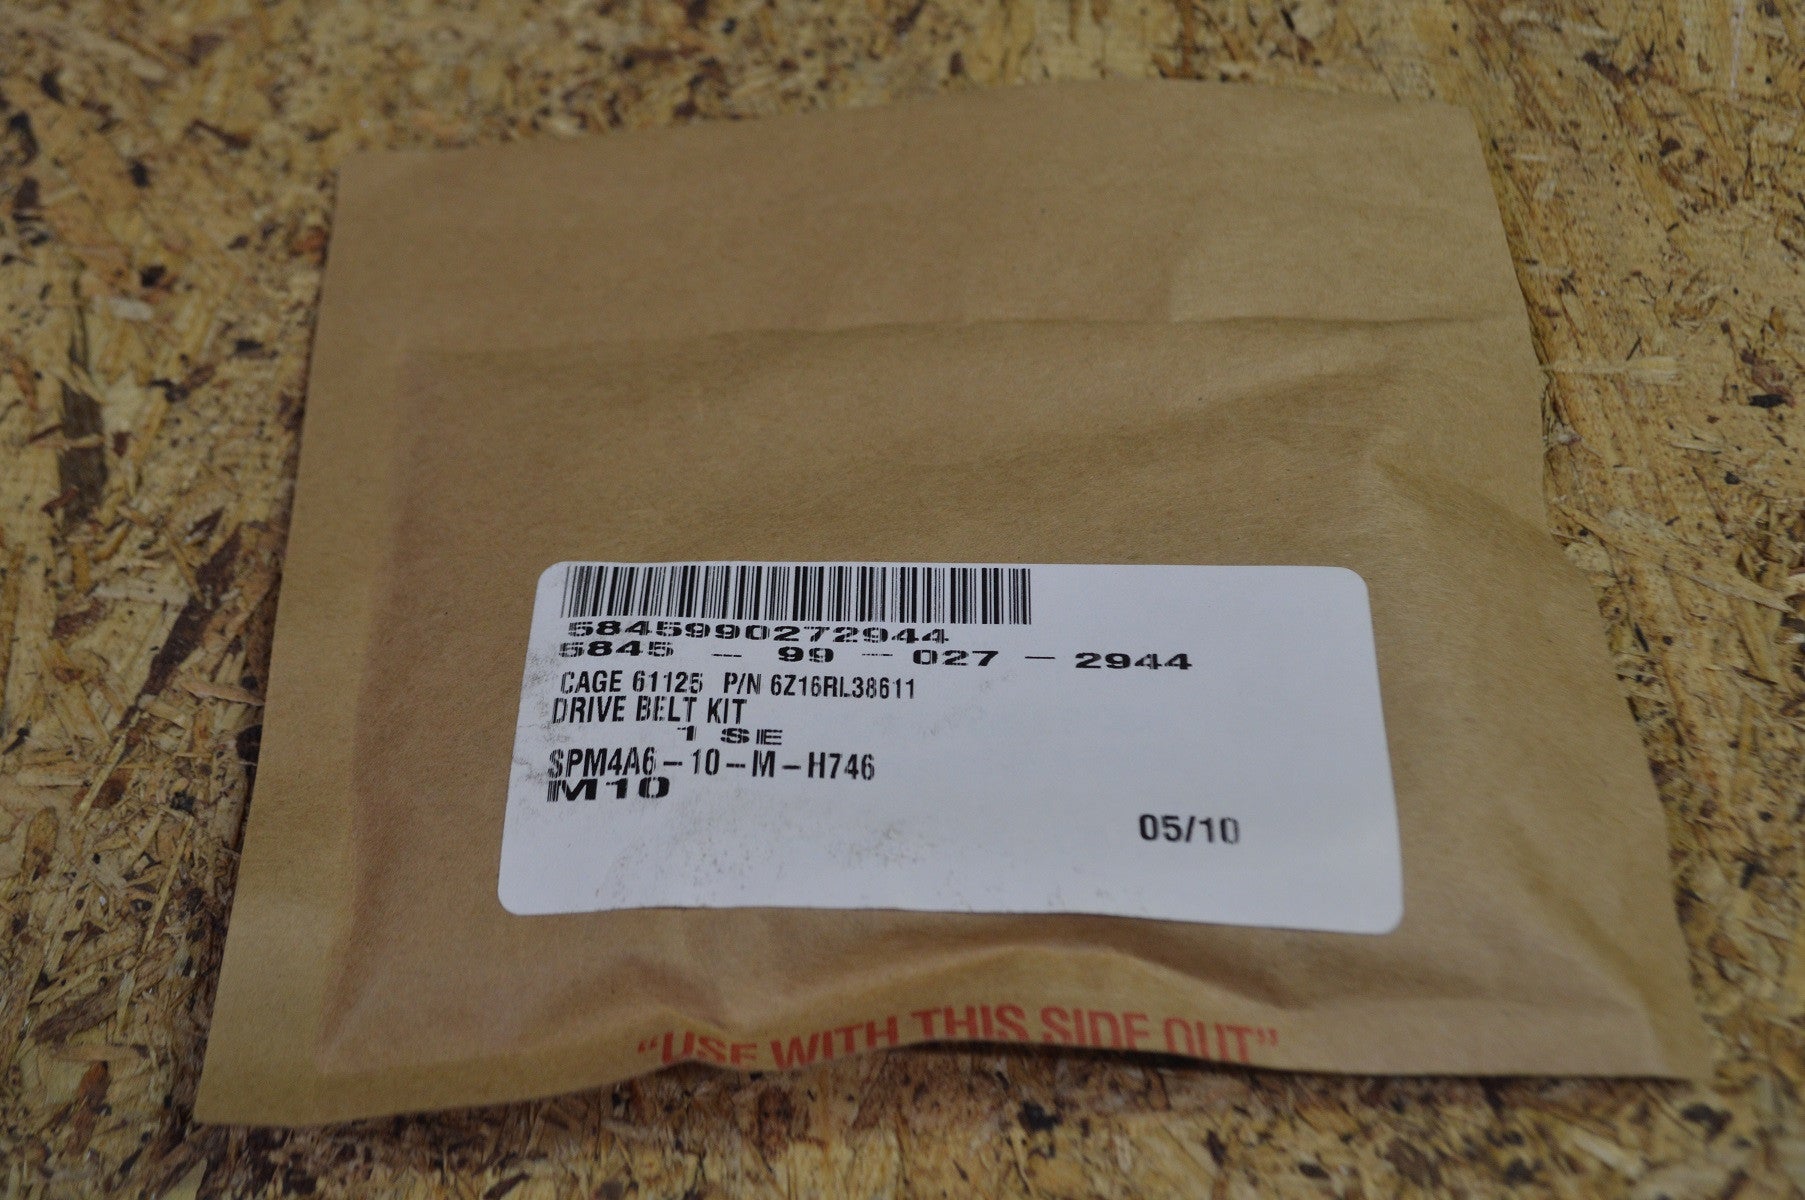 5845990272944
5845 - 99 - 027 - 2944
CAGE 61125 P/N 6Z16RL38611
DRIVE BELT KIT
1 SE
SPM4A6-10-M-H746
M10
05/10
"USE WITH THIS SIDE OUT"